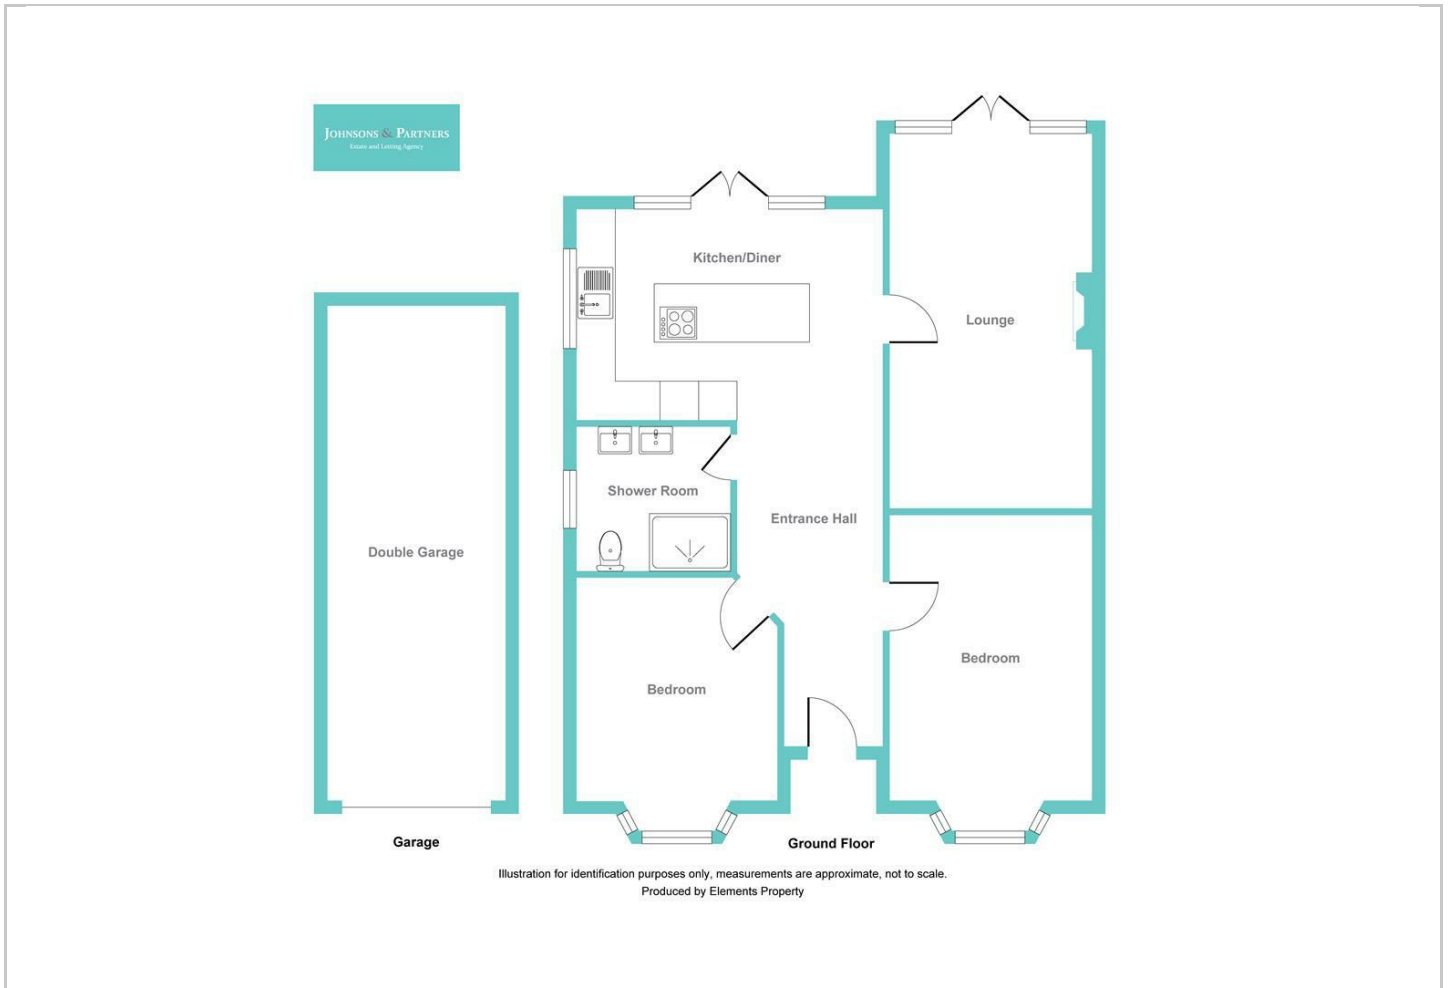 JOHNSONS & PARTNERS
Estate and Letting Agency
Kitchen/Diner
Lounge
Shower Room
Entrance Hall
Double Garage
Bedroom
Bedroom
Garage
Ground Floor
Illustration for identification purposes only, measurements are approximate, not to scale.
Produced by Elements Property